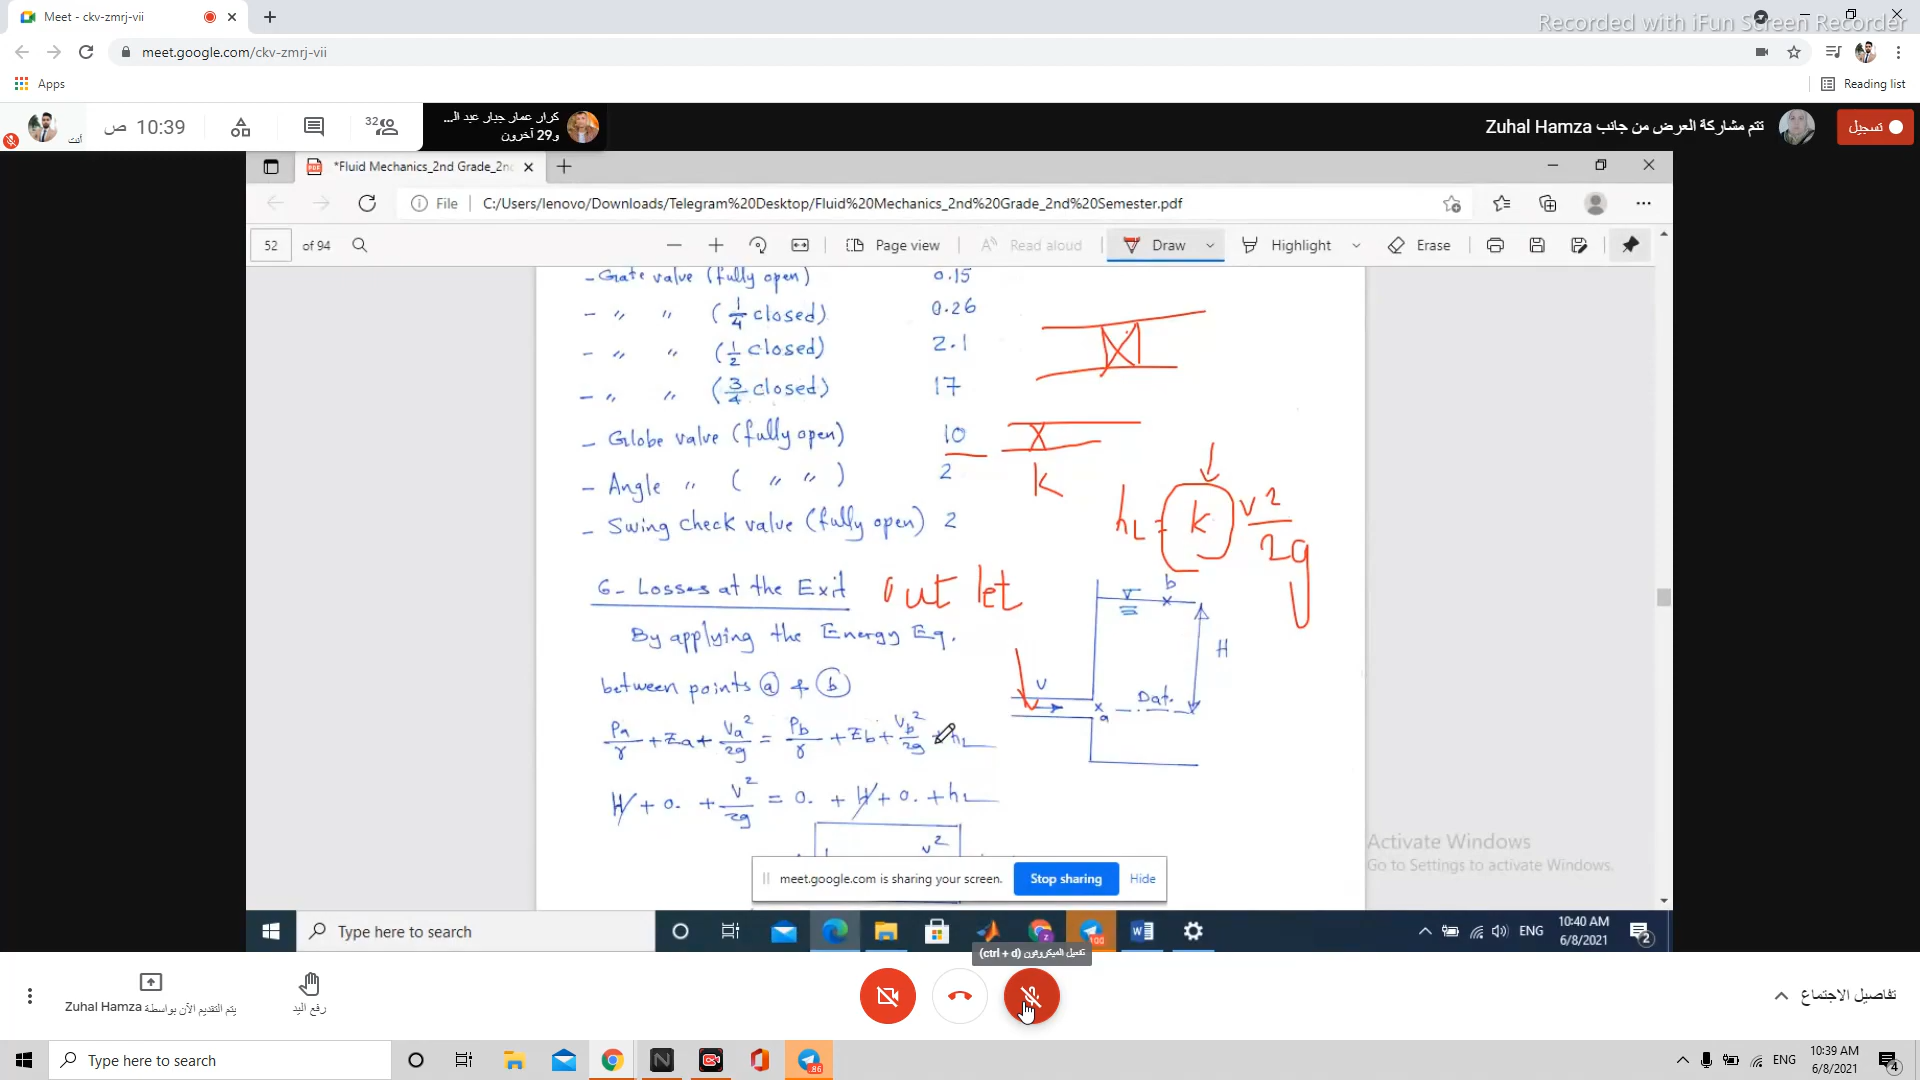 Meet - ckv-zmrj-vii
Recorded with iFun Screen Recorder
meet.google.com/ckv-zmrj-vii
Apps
Reading list
أنت
10:39 ص
32
كرار عمار جبار عبد ال...
و29 آخرون
تتم مشاركة العرض من جانب Zuhal Hamza
تسجيل
*Fluid Mechanics_2nd Grade_2nd
File
C:/Users/lenovo/Downloads/Telegram%20Desktop/Fluid%20Mechanics_2nd%20Grade_2nd%20Semester.pdf
52 of 94
Page view
Read aloud
Draw
Highlight
Erase
- Gate valve (fully open) 0.15
- " " (1/4 closed) 0.26
- " " (1/2 closed) 2.1
- " " (3/4 closed) 17
- Globe valve (fully open) 10
- Angle " ( " " ) 2
k
- Swing check valve (fully open) 2
hL = k v²/2g
6- Losses at the Exit out let
By applying the Energy Eq.
between points ⓐ & ⓑ
b
H
V
Dat.
a
Pa/γ + Za + Va²/2g = Pb/γ + Zb + Vb²/2g + hL
H + 0. + V²/2g = 0. + H + 0. + hL
v²
Activate Windows
Go to Settings to activate Windows.
meet.google.com is sharing your screen.
Stop sharing
Hide
Type here to search
100
ENG
10:40 AM
6/8/2021
2
تفعيل الميكروفون (ctrl + d)
يتم التقديم الآن بواسطة Zuhal Hamza
رفع اليد
تفاصيل الاجتماع
Type here to search
86
ENG
10:39 AM
6/8/2021
4